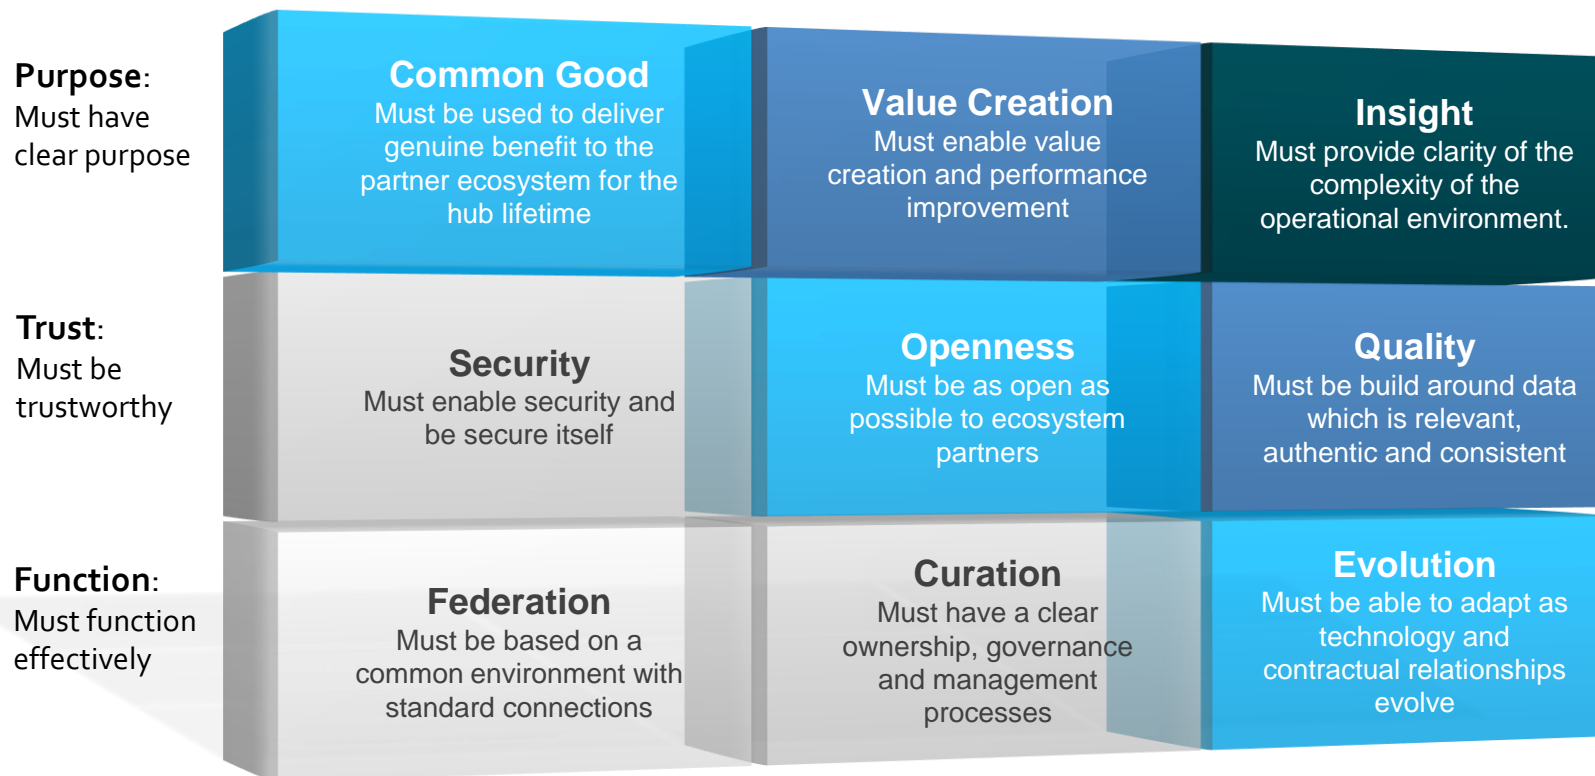 Purpose:
Must have
clear purpose
Common Good
Must be used to deliver
genuine benefit to the
partner ecosystem for the
hub lifetime
Value Creation
Must enable value
creation and performance
improvement
Insight
Must provide clarity of the
complexity of the
operational environment.
Trust:
Must be
trustworthy
Security
Must enable security and
be secure itself
Openness
Must be as open as
possible to ecosystem
partners
Quality
Must be build around data
which is relevant,
authentic and consistent
Function:
Must function
effectively
Federation
Must be based on a
common environment with
standard connections
Curation
Must have a clear
ownership, governance
and management
processes
Evolution
Must be able to adapt as
technology and
contractual relationships
evolve